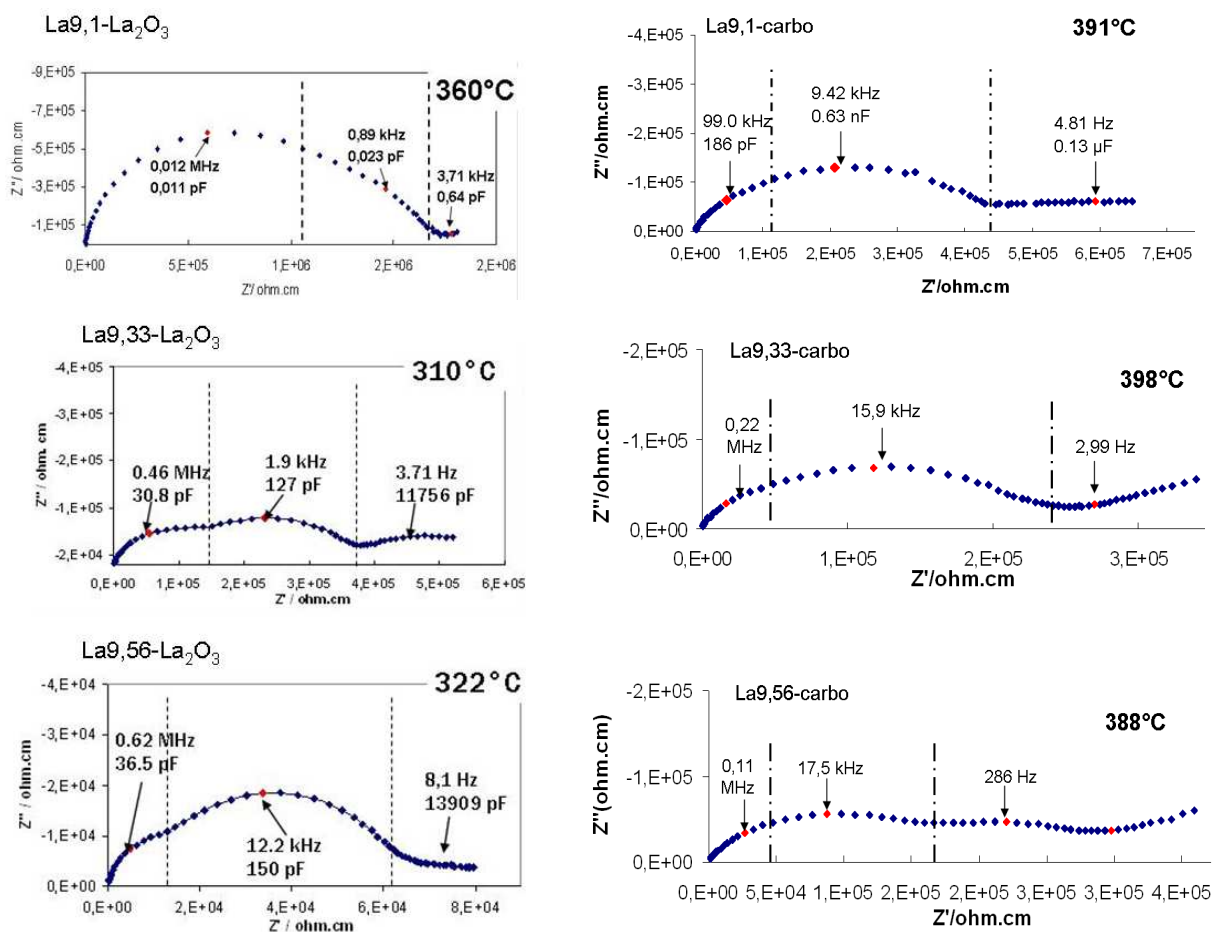 La9,1-La₂O₃
360°C
-9,E+05
-7,E+05
-5,E+05
-3,E+05
-1,E+05
Z''/ ohm.cm
0,012 MHz
0,011 pF
0,89 kHz
0,023 pF
3,71 kHz
0,64 pF
0,E+00 5,E+05 1,E+06 2,E+06 2,E+06
Z'/ ohm.cm
La9,1-carbo
391°C
-4,E+05
-3,E+05
-2,E+05
-1,E+05
0,E+00
Z''/ohm.cm
99.0 kHz
186 pF
9.42 kHz
0.63 nF
4.81 Hz
0.13 µF
0,E+00 1,E+05 2,E+05 3,E+05 4,E+05 5,E+05 6,E+05 7,E+05
Z'/ohm.cm
La9,33-La₂O₃
310°C
-4,E+05
-3,E+05
-2,E+05
-1,E+05
-2,E+04
Z'' / ohm. cm
0.46 MHz
30.8 pF
1.9 kHz
127 pF
3.71 Hz
11756 pF
0,E+00 1,E+05 2,E+05 3,E+05 4,E+05 5,E+05 6,E+05
Z' / ohm.cm
La9,33-carbo
398°C
-2,E+05
-1,E+05
0,E+00
Z''/ohm.cm
0,22
MHz
15,9 kHz
2,99 Hz
0,E+00 1,E+05 2,E+05 3,E+05
Z'/ohm.cm
La9,56-La₂O₃
322°C
-4,E+04
-3,E+04
-2,E+04
-1,E+04
0,E+00
Z'' / ohm.cm
0.62 MHz
36.5 pF
12.2 kHz
150 pF
8,1 Hz
13909 pF
0,E+00 2,E+04 4,E+04 6,E+04 8,E+04
Z' / ohm.cm
La9,56-carbo
388°C
-2,E+05
-1,E+05
0,E+00
Z''(ohm.cm)
0,11
MHz
17,5 kHz
286 Hz
0,E+00 5,E+04 1,E+05 2,E+05 2,E+05 3,E+05 3,E+05 4,E+05
Z'/ohm.cm